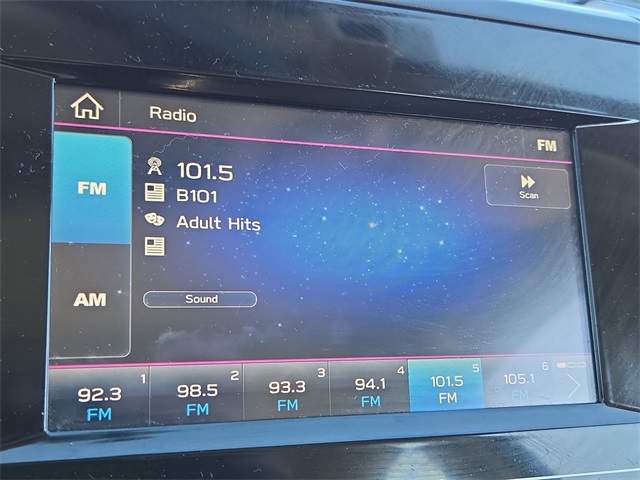 Radio
FM
FM
101.5
B101
Adult Hits
Scan
AM
Sound
92.3 1
FM
98.5 2
FM
93.3 3
FM
94.1 4
FM
101.5 5
FM
105.1 6
FM